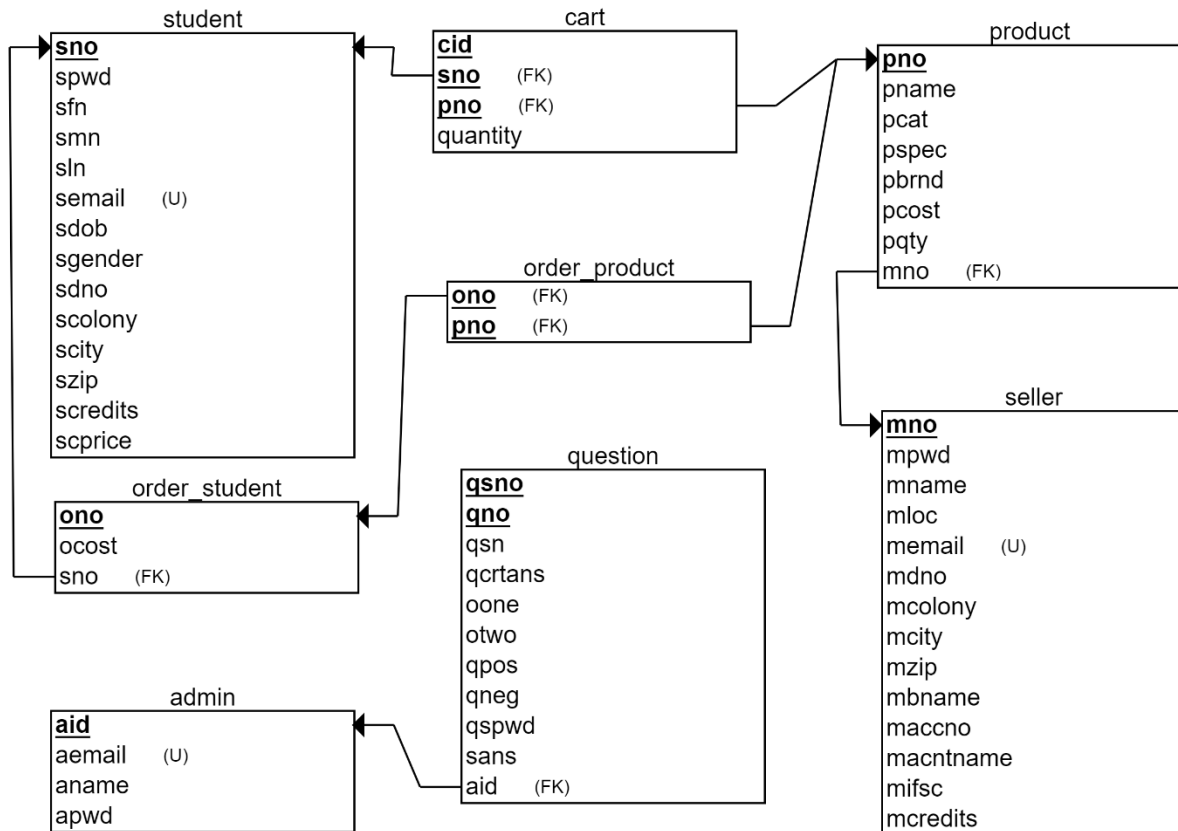 student
sno
spwd
sfn
smn
sln
semail (U)
sdob
sgender
sdno
scolony
scity
szip
scredits
scprice
cart
cid
sno (FK)
pno (FK)
quantity
product
pno
pname
pcat
pspec
pbrnd
pcost
pqty
mno (FK)
order_product
ono (FK)
pno (FK)
order_student
ono
ocost
sno (FK)
question
qsno
qno
qsn
qcrtans
oone
otwo
qpos
qneg
qspwd
sans
aid (FK)
seller
mno
mpwd
mname
mloc
memail (U)
mdno
mcolony
mcity
mzip
mbname
maccno
macntname
mifsc
mcredits
admin
aid
aemail (U)
aname
apwd